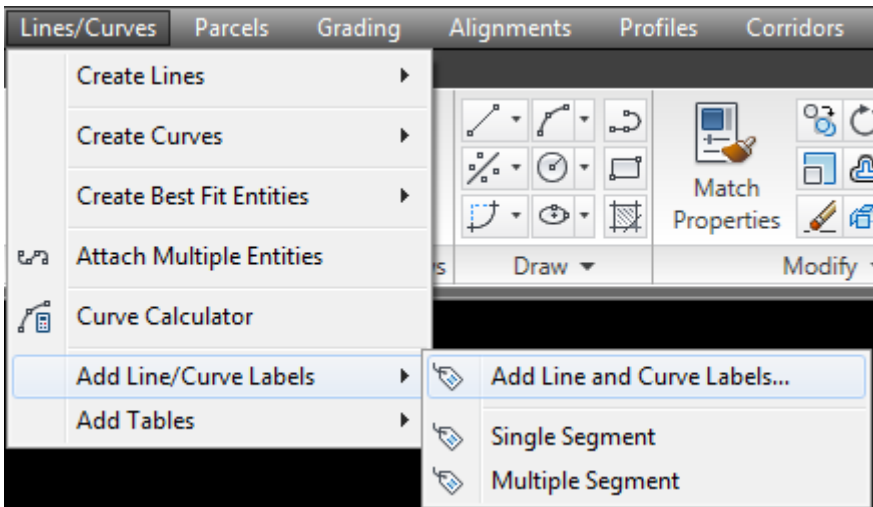 Lines/Curves Parcels Grading Alignments Profiles Corridors
Create Lines
Create Curves
Create Best Fit Entities
Attach Multiple Entities
Curve Calculator
Add Line/Curve Labels
Add Tables
Match
Properties
Draw
Modify
Add Line and Curve Labels...
Single Segment
Multiple Segment